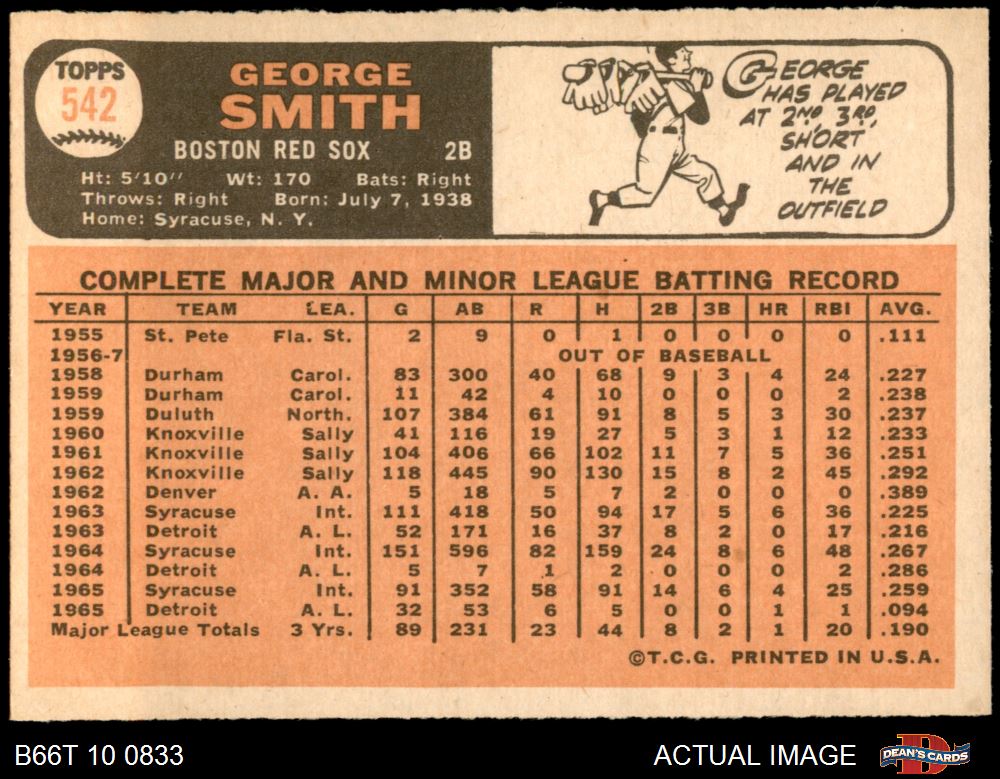 TOPPS
542
GEORGE
SMITH
BOSTON RED SOX 2B
Ht: 5'10" Wt: 170 Bats: Right
Throws: Right Born: July 7, 1938
Home: Syracuse, N. Y.
GEORGE
HAS PLAYED
AT 2ND, 3RD,
SHORT
AND IN
THE
OUTFIELD
COMPLETE MAJOR AND MINOR LEAGUE BATTING RECORD
YEAR TEAM LEA. G AB R H 2B 3B HR RBI AVG.
1955 St. Pete Fla. St. 2 9 0 1 0 0 0 0 .111
1956-7 OUT OF BASEBALL
1958 Durham Carol. 83 300 40 68 9 3 4 24 .227
1959 Durham Carol. 11 42 4 10 0 0 0 2 .238
1959 Duluth North. 107 384 61 91 8 5 3 30 .237
1960 Knoxville Sally 41 116 19 27 5 3 1 12 .233
1961 Knoxville Sally 104 406 66 102 11 7 5 36 .251
1962 Knoxville Sally 118 445 90 130 15 8 2 45 .292
1962 Denver A. A. 5 18 5 7 2 0 0 0 .389
1963 Syracuse Int. 111 418 50 94 17 5 6 36 .225
1963 Detroit A. L. 52 171 16 37 8 2 0 17 .216
1964 Syracuse Int. 151 596 82 159 24 8 6 48 .267
1964 Detroit A. L. 5 7 1 2 0 0 0 2 .286
1965 Syracuse Int. 91 352 58 91 14 6 4 25 .259
1965 Detroit A. L. 32 53 6 5 0 0 1 1 .094
Major League Totals 3 Yrs. 89 231 23 44 8 2 1 20 .190
©T.C.G. PRINTED IN U.S.A.
B66T 10 0833 ACTUAL IMAGE DEAN'S CARDS